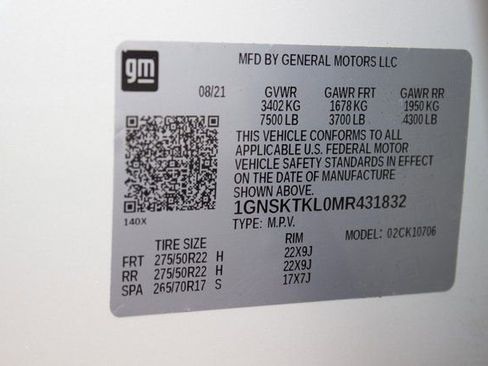 gm
MFD BY GENERAL MOTORS LLC
08/21 GVWR GAWR FRT GAWR RR
3402 KG 1678 KG 1950 KG
7500 LB 3700 LB 4300 LB
THIS VEHICLE CONFORMS TO ALL
APPLICABLE U.S. FEDERAL MOTOR
VEHICLE SAFETY STANDARDS IN EFFECT
ON THE DATE OF MANUFACTURE
SHOWN ABOVE.
1GNSKTKL0MR431832
140X TYPE: M.P.V. MODEL: 02CK10706
TIRE SIZE RIM
FRT 275/50R22 H 22X9J
RR 275/50R22 H 22X9J
SPA 265/70R17 S 17X7J